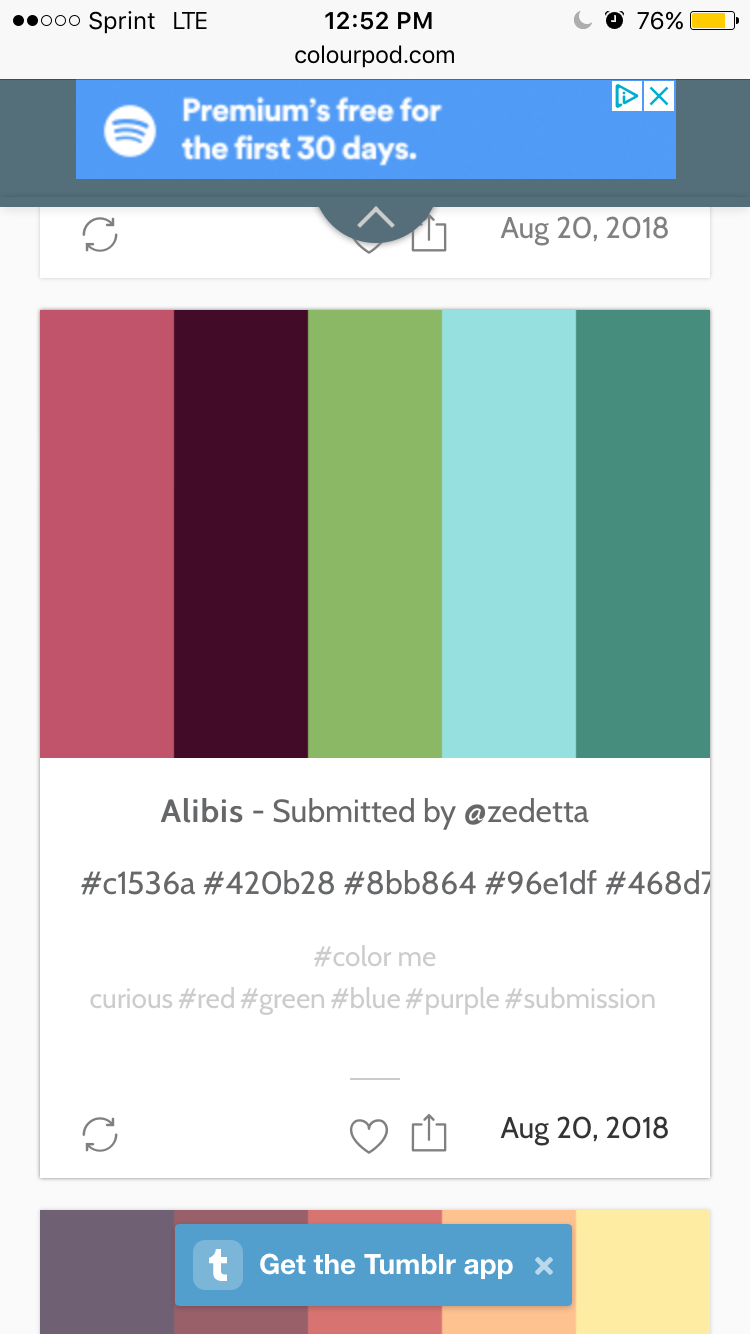 Sprint LTE 12:52 PM 76%
colourpod.com
Premium's free for
the first 30 days.
Aug 20, 2018
Alibis - Submitted by @zedetta
#c1536a #420b28 #8bb864 #96e1df #468d7
#color me
curious #red #green #blue #purple #submission
Aug 20, 2018
t Get the Tumblr app ×